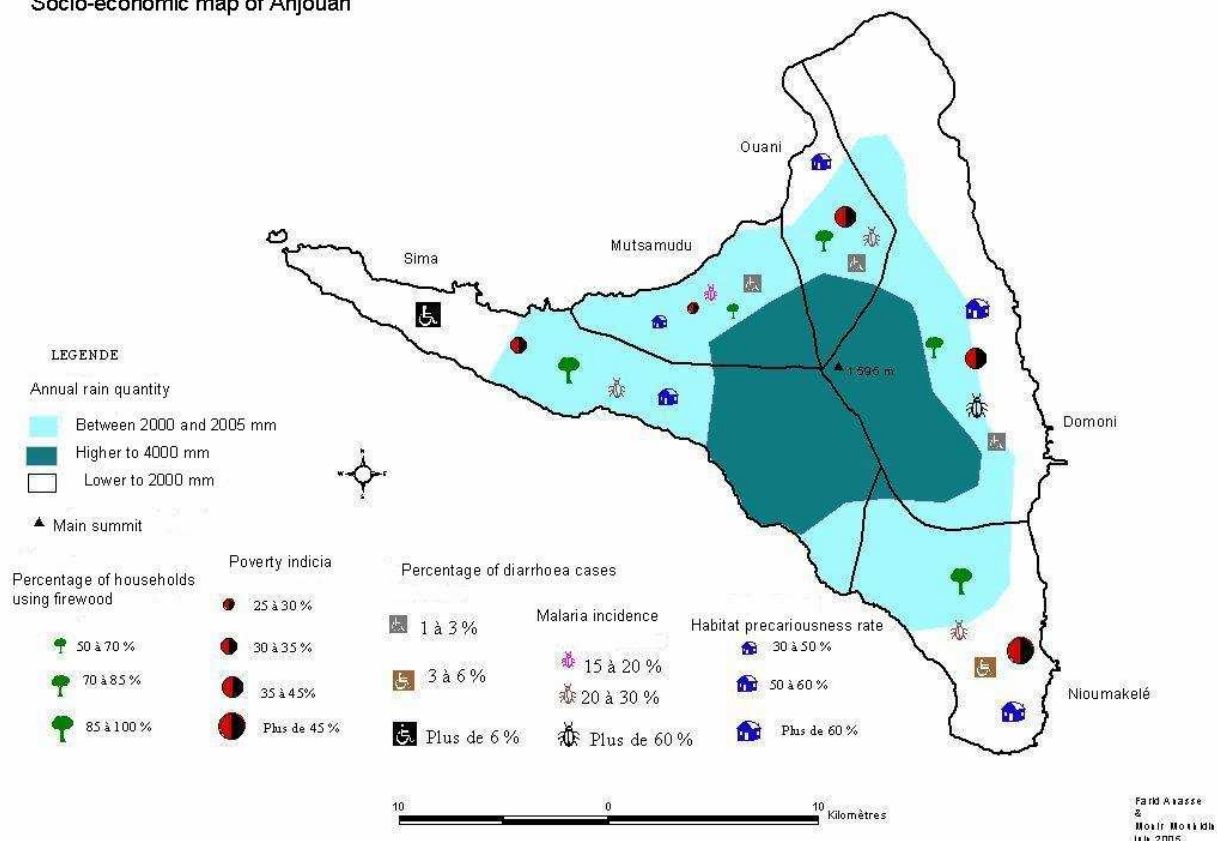 Socio-economic map of Anjouan
Ouani
Mutsamudu
Sima
1 596 m
Domoni
Nioumakelé
N
W
E
S
LEGENDE
Annual rain quantity
Between 2000 and 2005 mm
Higher to 4000 mm
Lower to 2000 mm
Main summit
Percentage of households
using firewood
50 à 70 %
70 à 85 %
85 à 100 %
Poverty indicia
25 à 30 %
30 à 35 %
35 à 45%
Plus de 45 %
Percentage of diarrhoea cases
1 à 3 %
3 à 6 %
Plus de 6 %
Malaria incidence
15 à 20 %
20 à 30 %
Plus de 60 %
Habitat precariousness rate
30 à 50 %
50 à 60 %
Plus de 60 %
10 0 10
Kilomètres
Farid Anasse
&
2005